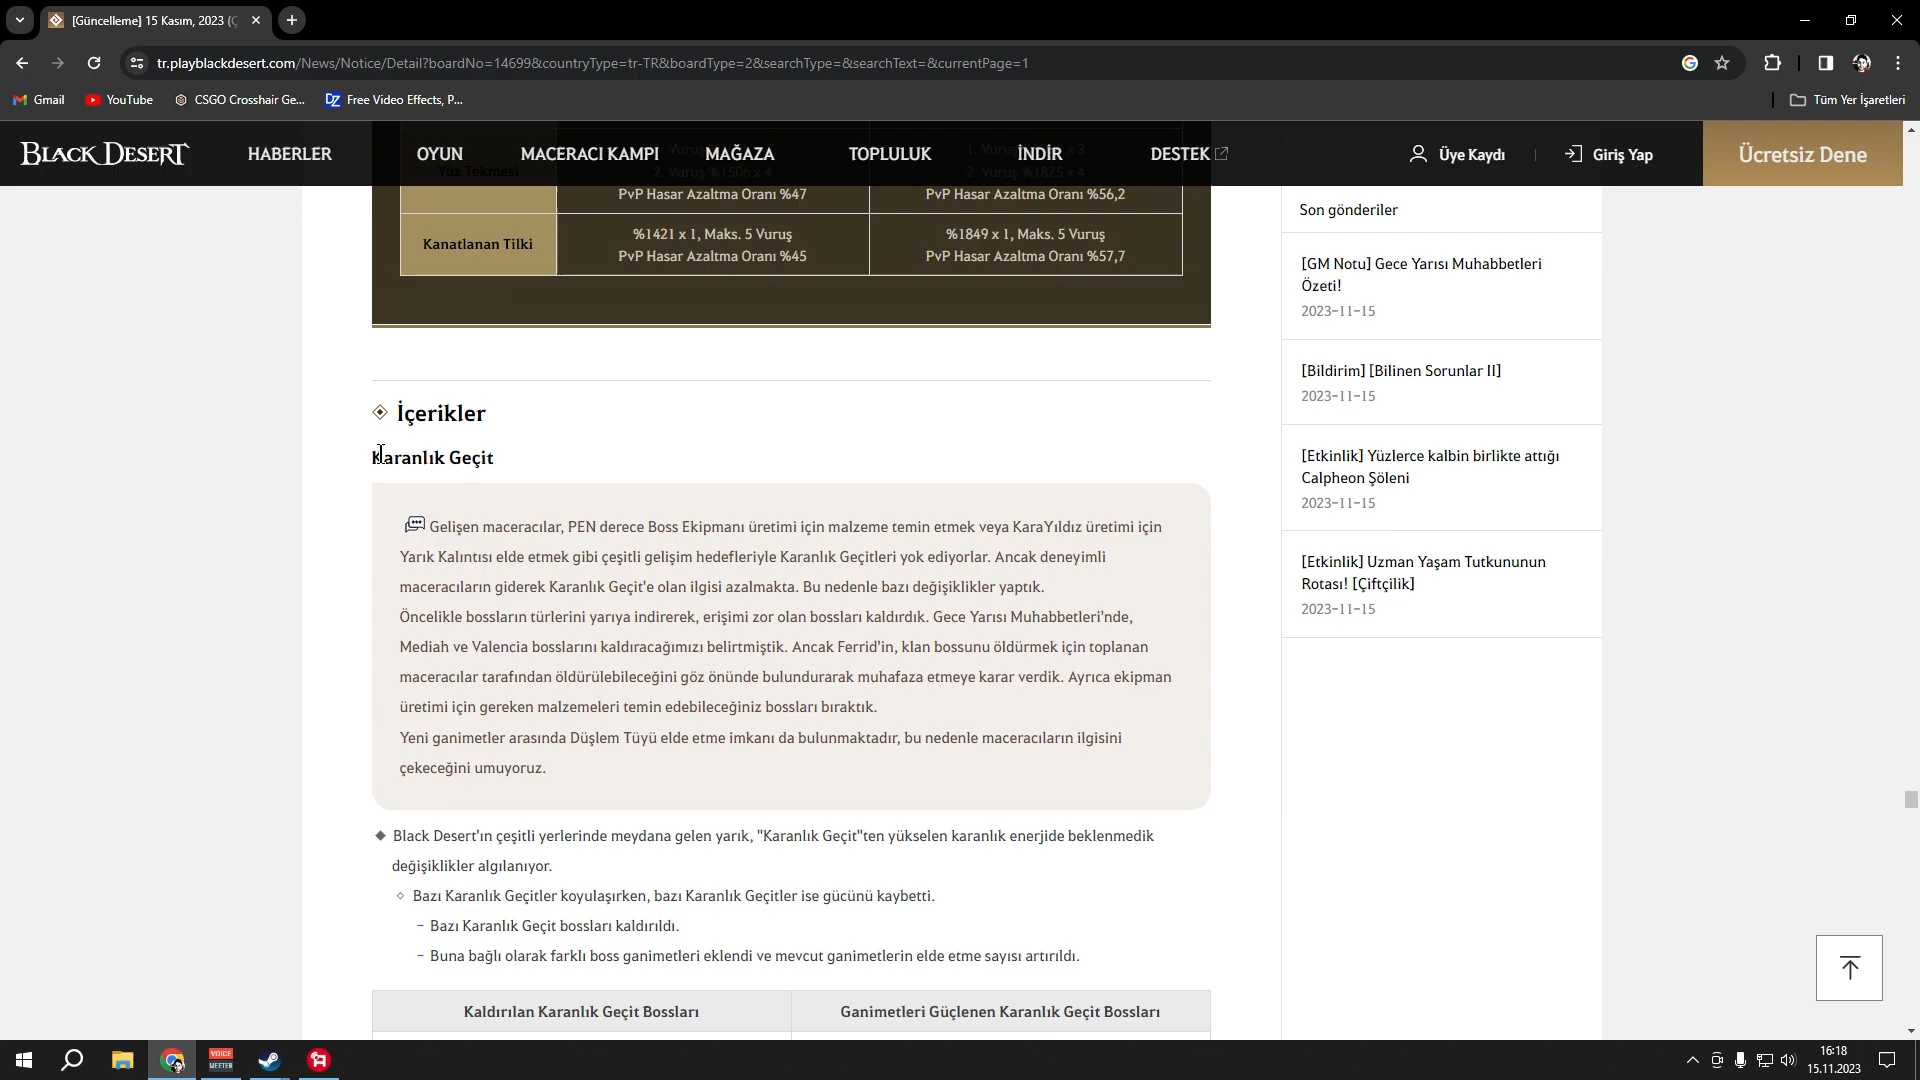 [Güncelleme] 15 Kasım, 2023 (Ç
tr.playblackdesert.com/News/Notice/Detail?boardNo=14699&countryType=tr-TR&boardType=2&searchType=&searchText=&currentPage=1
Gmail YouTube CSGO Crosshair Ge... Free Video Effects, P... Tüm Yer İşaretleri
BLACK DESERT HABERLER OYUN MACERACI KAMPI MAĞAZA TOPLULUK İNDİR DESTEK Üye Kaydı Giriş Yap Ücretsiz Dene
Yüz Tekmesi
2. Vuruş %1506 x 4 2. Vuruş %1825 x 4
PvP Hasar Azaltma Oranı %47 PvP Hasar Azaltma Oranı %56,2
Kanatlanan Tilki
%1421 x 1, Maks. 5 Vuruş %1849 x 1, Maks. 5 Vuruş
PvP Hasar Azaltma Oranı %45 PvP Hasar Azaltma Oranı %57,7
İçerikler
Karanlık Geçit
Gelişen maceracılar, PEN derece Boss Ekipmanı üretimi için malzeme temin etmek veya KaraYıldız üretimi için
Yarık Kalıntısı elde etmek gibi çeşitli gelişim hedefleriyle Karanlık Geçitleri yok ediyorlar. Ancak deneyimli
maceracıların giderek Karanlık Geçit'e olan ilgisi azalmakta. Bu nedenle bazı değişiklikler yaptık.
Öncelikle bossların türlerini yarıya indirerek, erişimi zor olan bossları kaldırdık. Gece Yarısı Muhabbetleri'nde,
Mediah ve Valencia bosslarını kaldıracağımızı belirtmiştik. Ancak Ferrid'in, klan bossunu öldürmek için toplanan
maceracılar tarafından öldürülebileceğini göz önünde bulundurarak muhafaza etmeye karar verdik. Ayrıca ekipman
üretimi için gereken malzemeleri temin edebileceğiniz bossları bıraktık.
Yeni ganimetler arasında Düşlem Tüyü elde etme imkanı da bulunmaktadır, bu nedenle maceracıların ilgisini
çekeceğini umuyoruz.
Black Desert'ın çeşitli yerlerinde meydana gelen yarık, "Karanlık Geçit"ten yükselen karanlık enerjide beklenmedik
değişiklikler algılanıyor.
Bazı Karanlık Geçitler koyulaşırken, bazı Karanlık Geçitler ise gücünü kaybetti.
- Bazı Karanlık Geçit bossları kaldırıldı.
- Buna bağlı olarak farklı boss ganimetleri eklendi ve mevcut ganimetlerin elde etme sayısı artırıldı.
Kaldırılan Karanlık Geçit Bossları Ganimetleri Güçlenen Karanlık Geçit Bossları
Son gönderiler
[GM Notu] Gece Yarısı Muhabbetleri
Özeti!
2023-11-15
[Bildirim] [Bilinen Sorunlar II]
2023-11-15
[Etkinlik] Yüzlerce kalbin birlikte attığı
Calpheon Şöleni
2023-11-15
[Etkinlik] Uzman Yaşam Tutkununun
Rotası! [Çiftçilik]
2023-11-15
VOICE
MEETER
16:18
15.11.2023